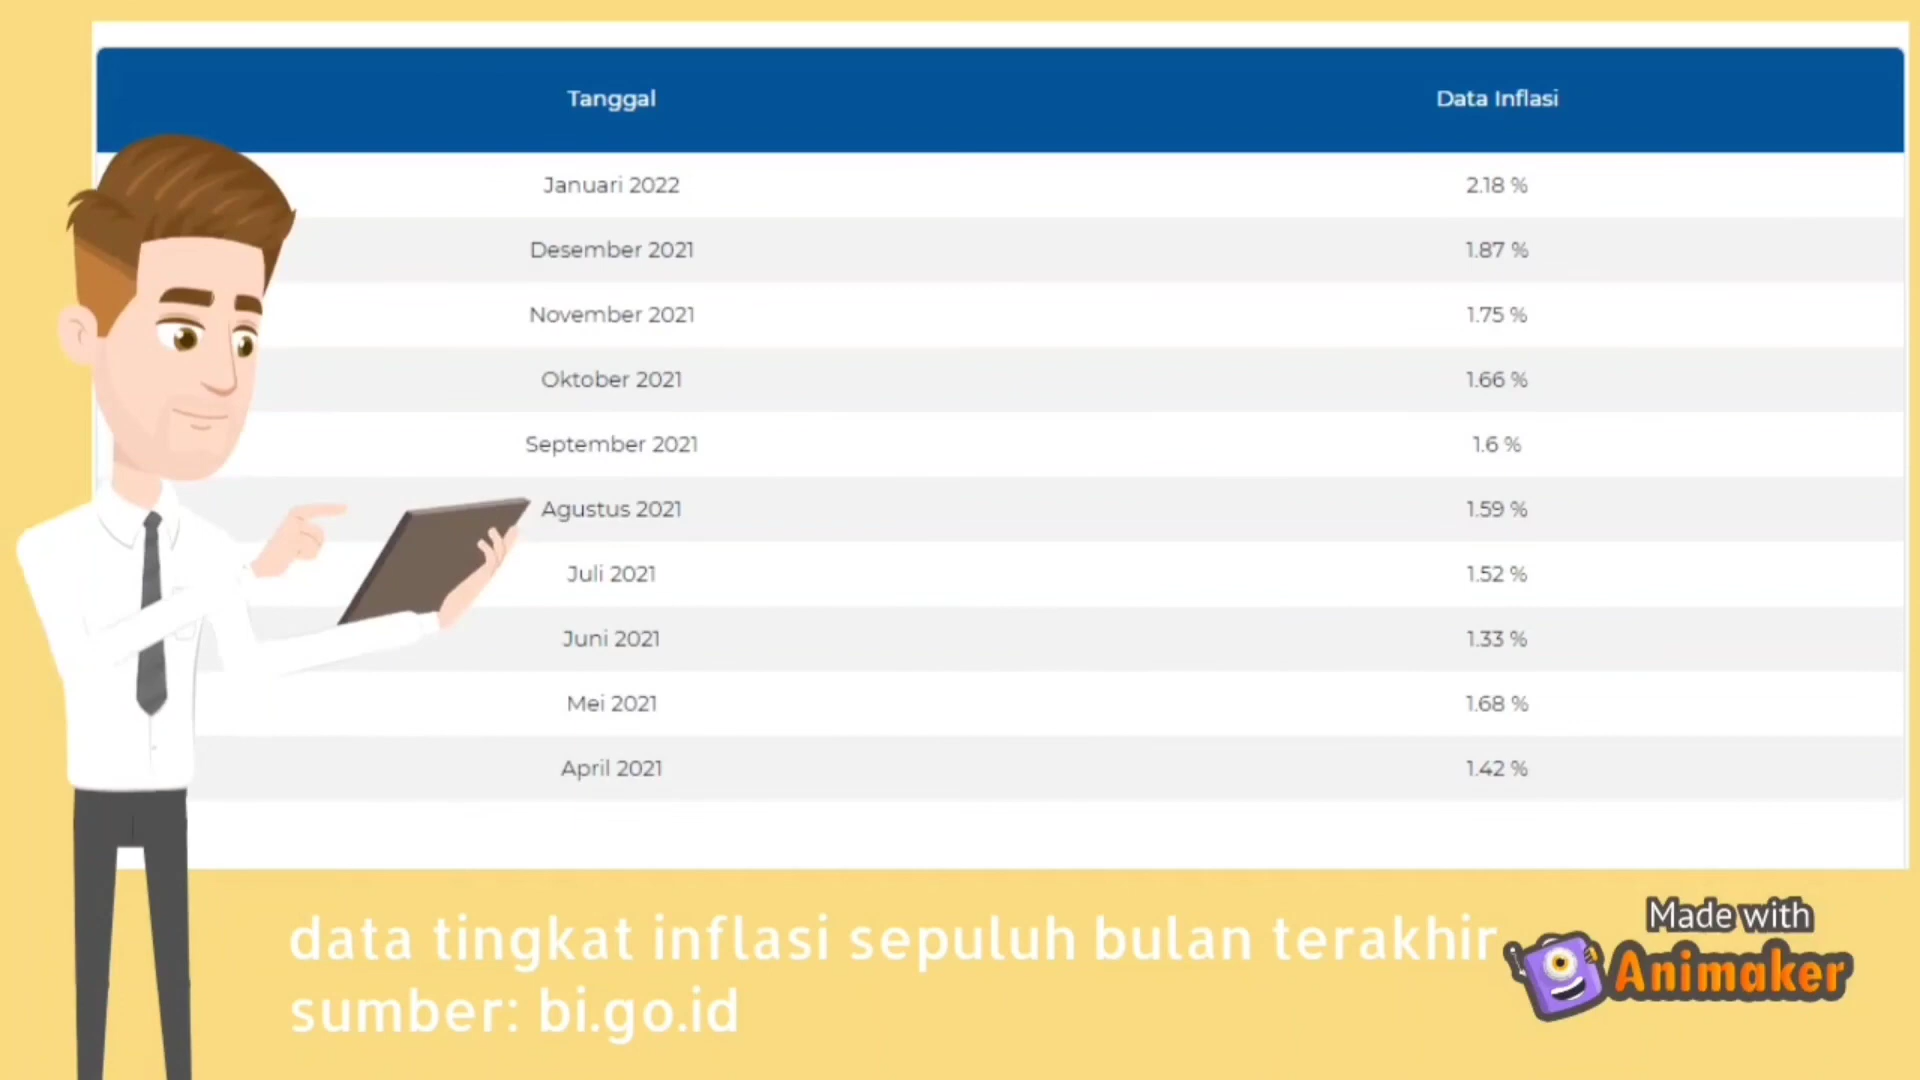 Tanggal Data Inflasi
Januari 2022 2.18 %
Desember 2021 1.87 %
November 2021 1.75 %
Oktober 2021 1.66 %
September 2021 1.6 %
Agustus 2021 1.59 %
Juli 2021 1.52 %
Juni 2021 1.33 %
Mei 2021 1.68 %
April 2021 1.42 %
data tingkat inflasi sepuluh bulan terakhir
sumber: bi.go.id
Made with
Animaker